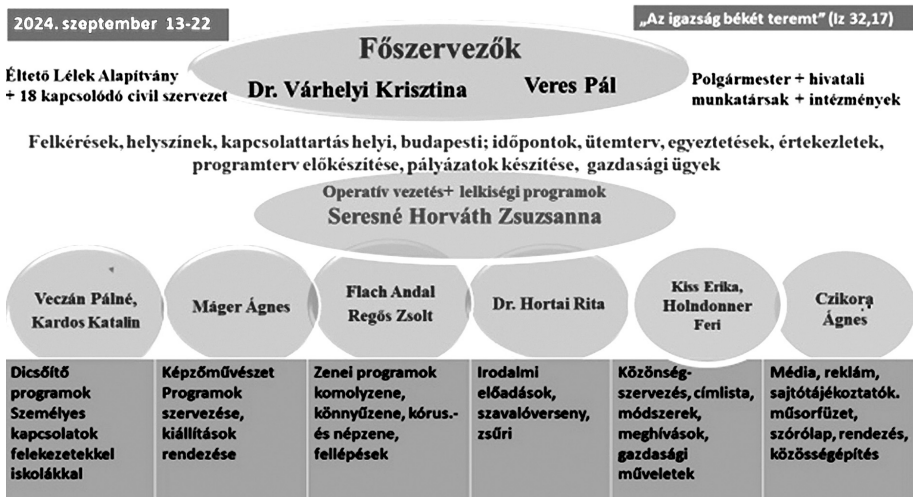 2024. szeptember 13-22
„Az igazság békét teremt” (Iz 32,17)
Főszervezők
Dr. Várhelyi Krisztina
Veres Pál
Éltető Lélek Alapítvány
+ 18 kapcsolódó civil szervezet
Polgármester + hivatali
munkatársak + intézmények
Felkérések, helyszínek, kapcsolattartás helyi, budapesti; időpontok, ütemterv, egyeztetések, értekezletek,
programterv előkészítése, pályázatok készítése, gazdasági ügyek
Operatív vezetés+ lelkiségi programok
Seresné Horváth Zsuzsanna
Veczán Pálné,
Kardos Katalin
Máger Ágnes
Flach Andal
Regős Zsolt
Dr. Hortai Rita
Kiss Erika,
Holndonner
Feri
Czikora
Ágnes
Dicsőítő
programok
Személyes
kapcsolatok
felekezetekkel
iskolákkal
Képzőművészet
Programok
szervezése,
kiállítások
rendezése
Zenei programok
komolyzene,
könnyűzene, kórus.-
és népzene,
fellépések
Irodalmi
előadások,
szavalóverseny,
zsűri
Közönség-
szervezés, címlista,
módszerek,
meghívások,
gazdasági
műveletek
Média, reklám,
sajtótájékoztatók.
műsorfüzet,
szórólap, rendezés,
közösségépítés